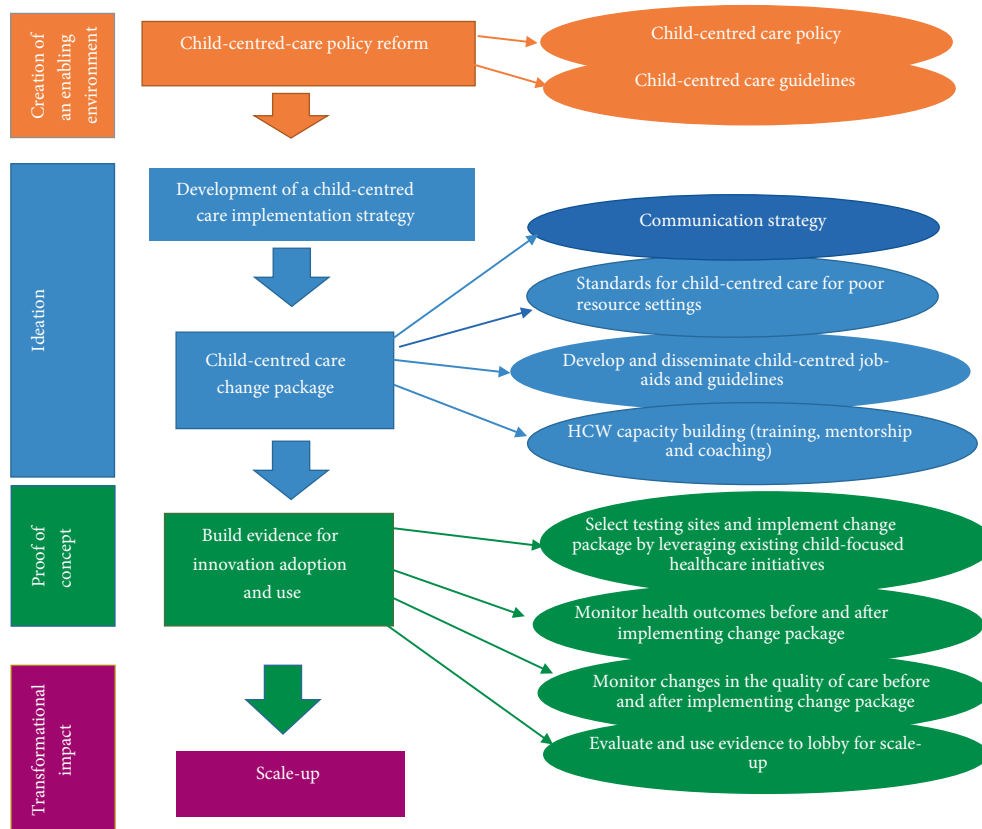 Creation of
an enabling
environment
Child-centred-care policy reform
Child-centred care policy
Child-centred care guidelines
Ideation
Development of a child-centred
care implementation strategy
Child-centred care
change package
Communication strategy
Standards for child-centred care for poor
resource settings
Develop and disseminate child-centred job-
aids and guidelines
HCW capacity building (training, mentorship
and coaching)
Proof of
concept
Build evidence for
innovation adoption
and use
Select testing sites and implement change
package by leveraging existing child-focused
healthcare initiatives
Monitor health outcomes before and after
implementing change package
Monitor changes in the quality of care before
and after implementing change package
Evaluate and use evidence to lobby for scale-
up
Transformational
impact
Scale-up